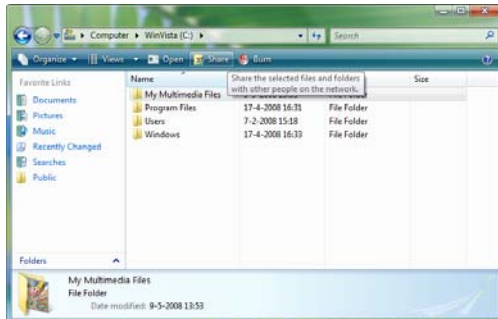 Computer ▸ WinVista (C:) ▸ Search
Organize Views Open Share Burn
Favorite Links
Documents
Pictures
Music
Recently Changed
Searches
Public
Folders
Name Size
My Multimedia Files
Program Files 17-4-2008 16:31 File Folder
Users 7-2-2008 15:18 File Folder
Windows 17-4-2008 16:33 File Folder
Share the selected files and folders
with other people on the network.
My Multimedia Files
File Folder
Date modified: 9-5-2008 13:53